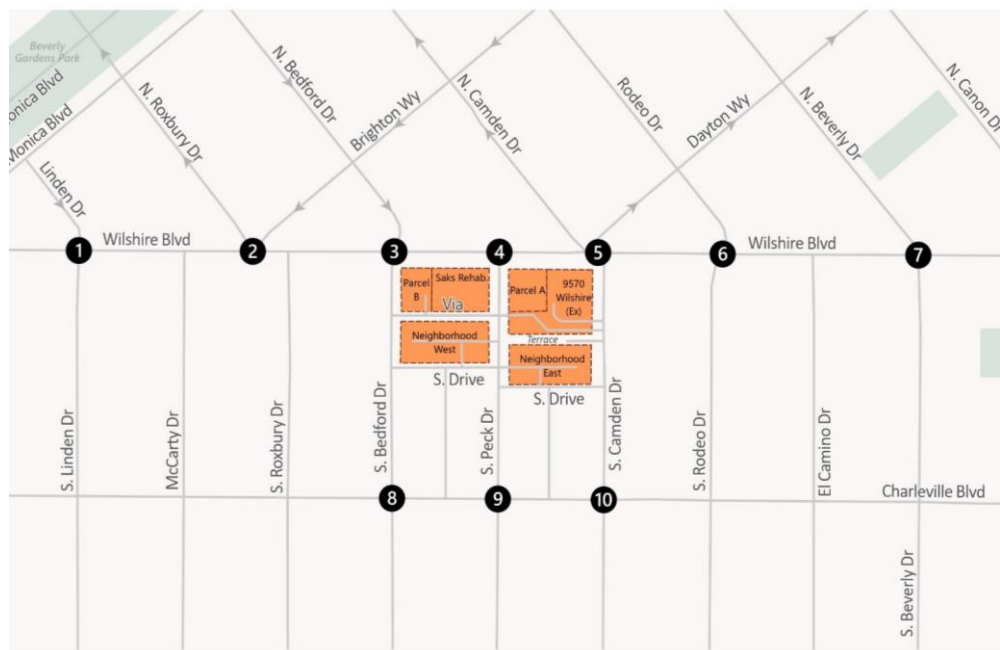 Beverly
Gardens Park
onica Blvd
Monica Blvd
Linden Dr
N. Roxbury Dr
N. Bedford Dr
Brighton Wy
N. Camden Dr
Rodeo Dr
Dayton Wy
N. Beverly Dr
N. Canon D
1
Wilshire Blvd
2
3
4
5
6
Wilshire Blvd
7
Parcel
B
Saks Rehab.
Parcel A
9570
Wilshire
(Ex)
Via
Neighborhood
West
Terrace
Neighborhood
East
S. Drive
S. Drive
S. Linden Dr
McCarty Dr
S. Roxbury Dr
S. Bedford Dr
S. Peck Dr
S. Camden Dr
S. Rodeo Dr
El Camino Dr
8
9
10
Charleville Blvd
S. Beverly Dr